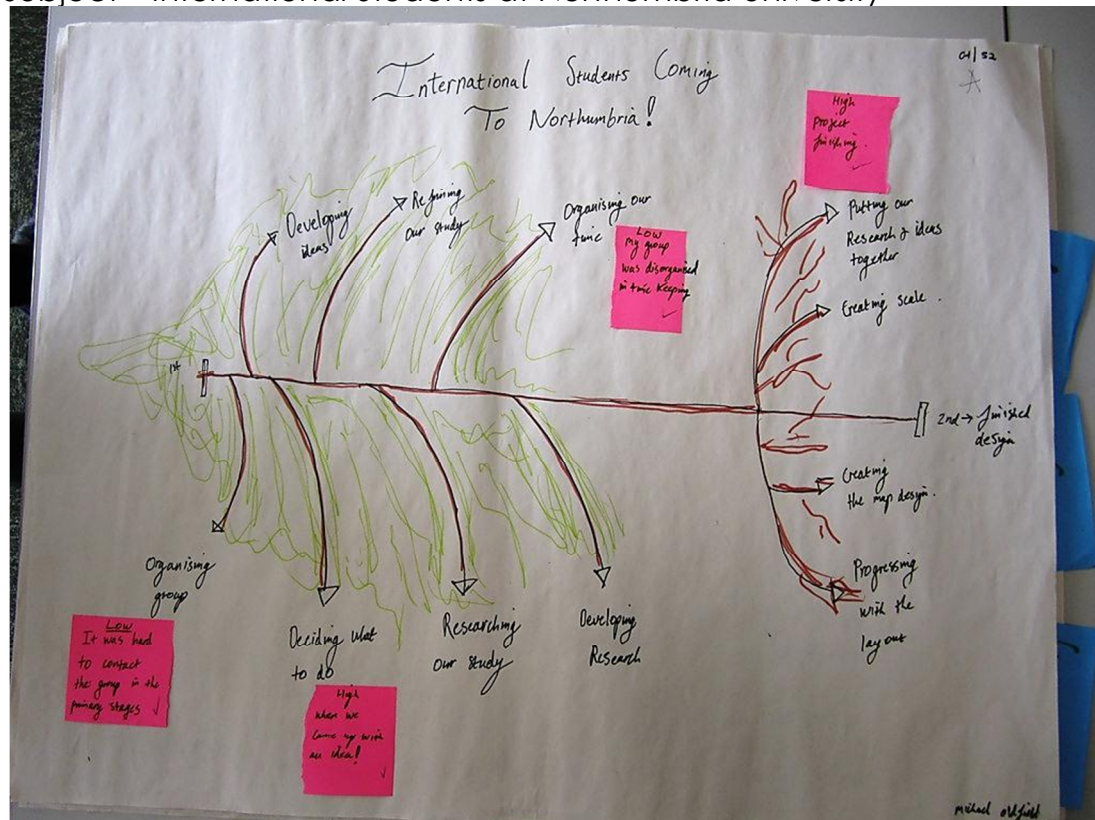 International Students Coming
To Northumbria!
01/52
A
High
Project
finishing.
Developing
ideas
Refining
our study
Organising our
time
Low
My group
was disorganised
in time keeping
Putting our
Research & ideas
together
Creating scale.
1st
2nd → finished
design
Creating
the map design.
Progressing
with the
layout
Organising
group
Deciding what
to do
Researching
our study
Developing
Research
Low
It was hard
to contact
the group in the
primary stages
High
when we
came up with
an idea!
Michael Oldfield